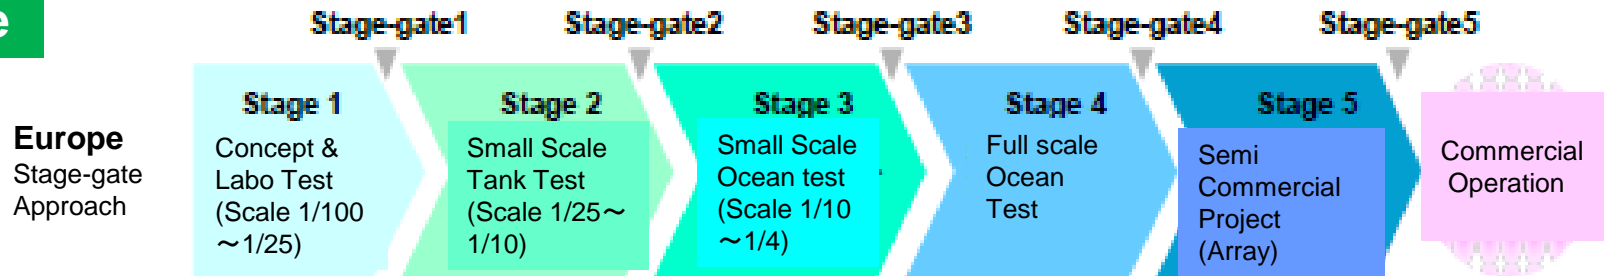 e
Stage-gate1 Stage-gate2 Stage-gate3 Stage-gate4 Stage-gate5
Europe
Stage-gate
Approach
Stage 1
Concept &
Labo Test
(Scale 1/100
～1/25)
Stage 2
Small Scale
Tank Test
(Scale 1/25～
1/10)
Stage 3
Small Scale
Ocean test
(Scale 1/10
～1/4)
Stage 4
Full scale
Ocean
Test
Stage 5
Semi
Commercial
Project
(Array)
Commercial
Operation